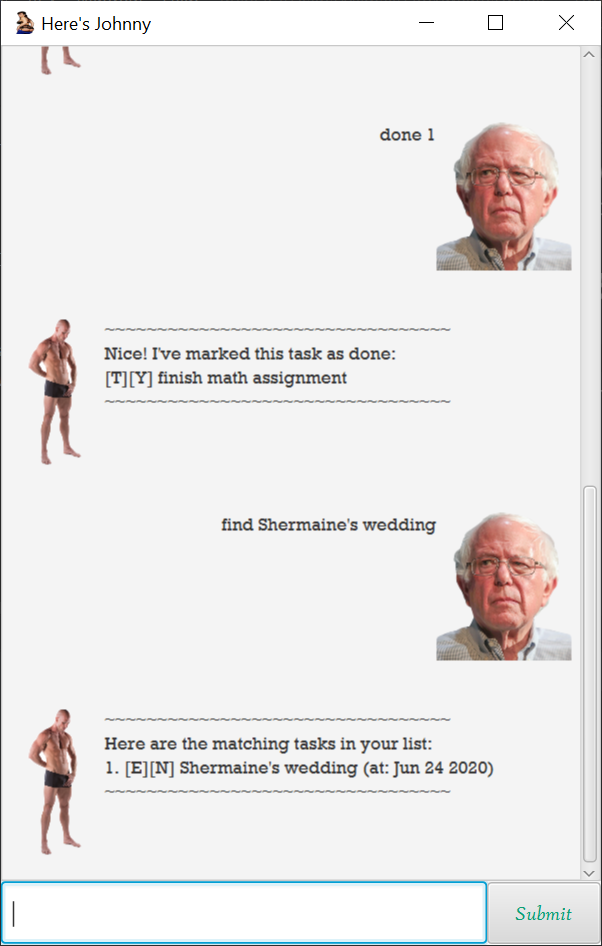 Here's Johnny
done 1
~~~~~~~~~~~~~~~~~~~~~~~~~~~~~~~~~
Nice! I've marked this task as done:
[T][Y] finish math assignment
~~~~~~~~~~~~~~~~~~~~~~~~~~~~~~~~~
find Shermaine's wedding
~~~~~~~~~~~~~~~~~~~~~~~~~~~~~~~~~
Here are the matching tasks in your list:
1. [E][N] Shermaine's wedding (at: Jun 24 2020)
~~~~~~~~~~~~~~~~~~~~~~~~~~~~~~~~~
Submit